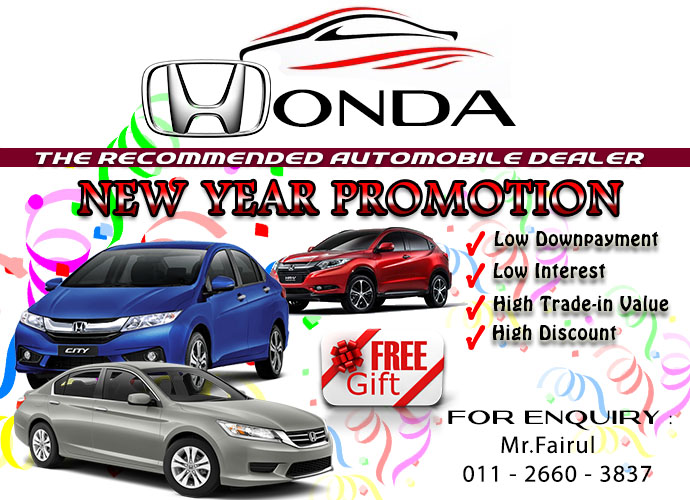 HONDA
THE RECOMMENDED AUTOMOBILE DEALER
NEW YEAR PROMOTION
Low Downpayment
Low Interest
High Trade-in Value
High Discount
CITY
FREE
Gift
FOR ENQUIRY :
Mr.Fairul
011 - 2660 - 3837